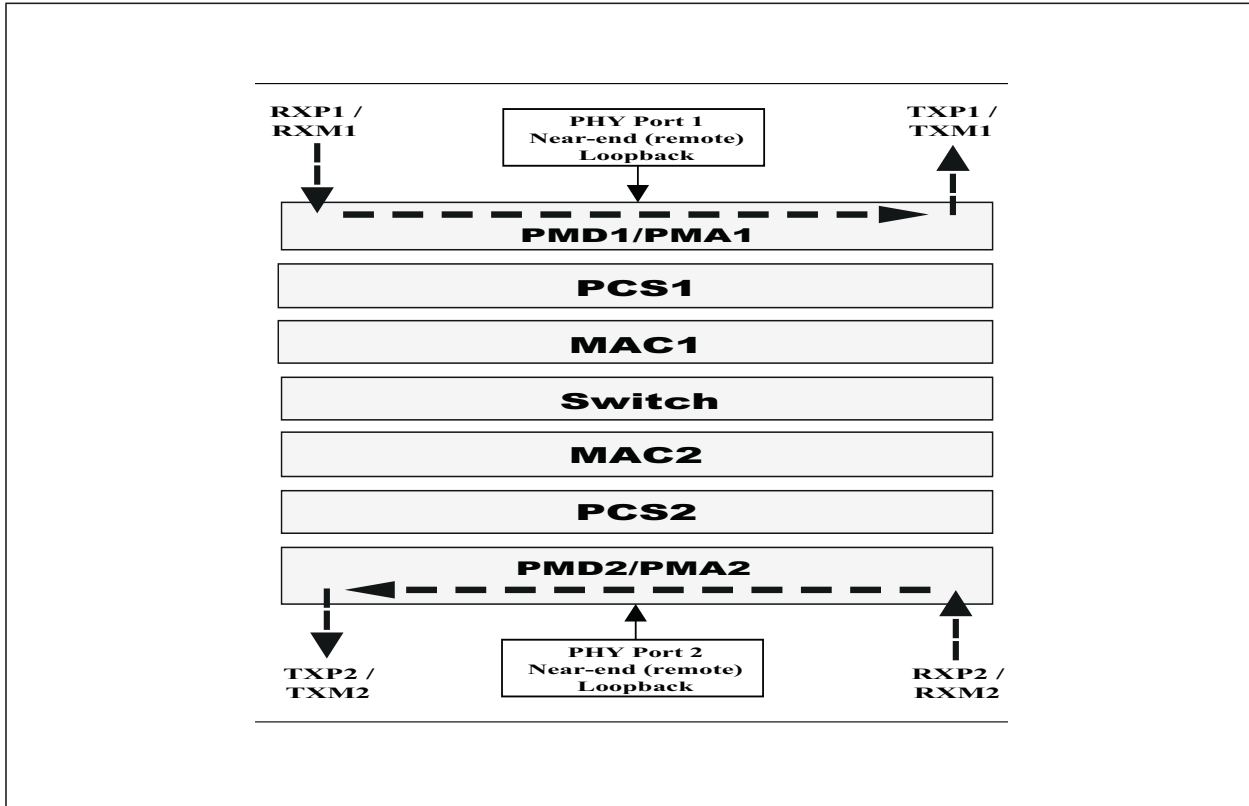 RXP1 /
RXM1
PHY Port 1
Near-end (remote)
Loopback
TXP1 /
TXM1
PMD1/PMA1
PCS1
MAC1
Switch
MAC2
PCS2
PMD2/PMA2
TXP2 /
TXM2
PHY Port 2
Near-end (remote)
Loopback
RXP2 /
RXM2